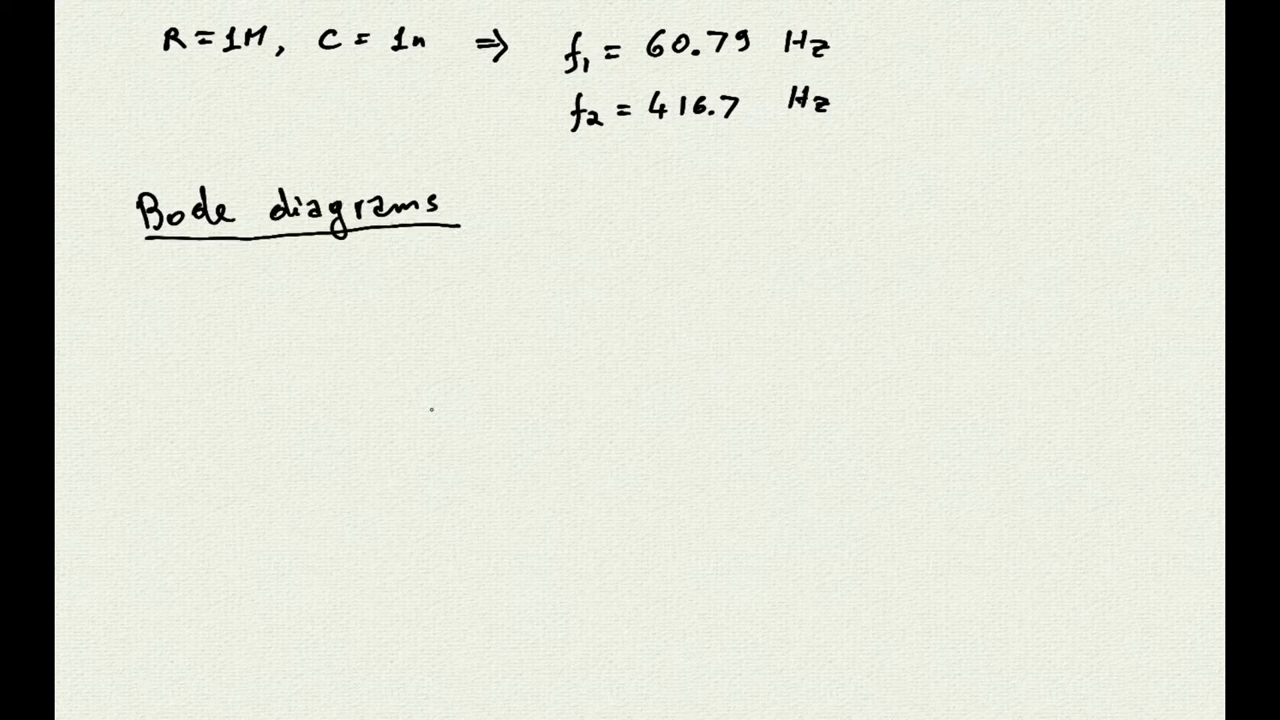 R = 1M, C = 1n ⇒ f₁ = 60.79 Hz
f₂ = 416.7 Hz
Bode diagrams